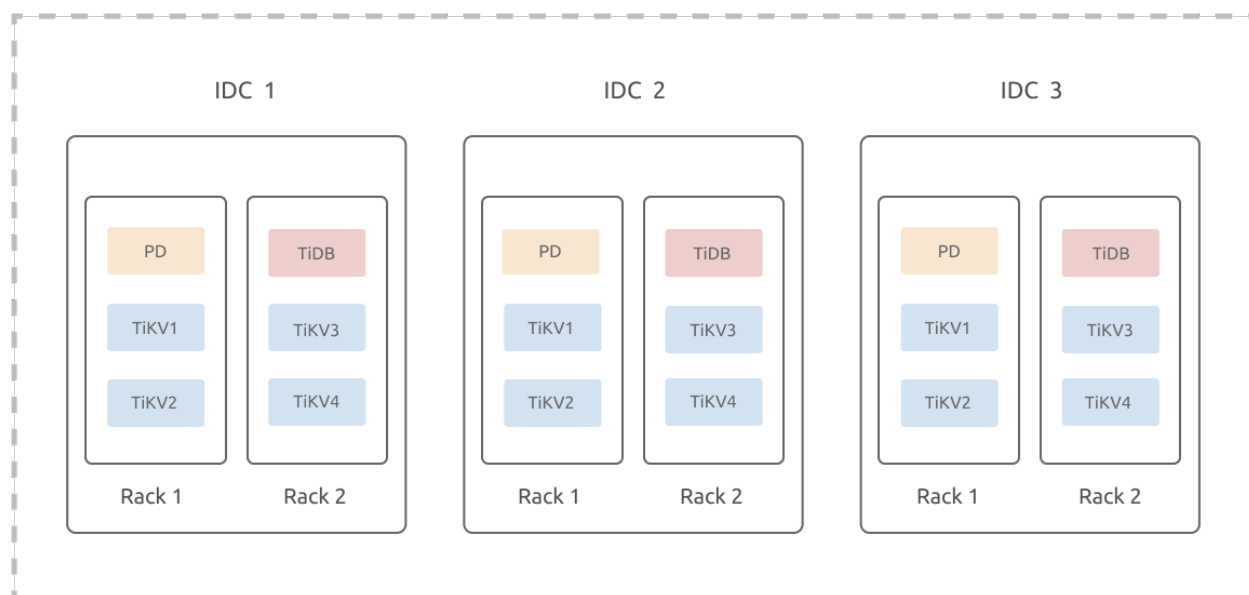 IDC 1
IDC 2
IDC 3
PD
TiDB
TiKV1
TiKV3
TiKV2
TiKV4
Rack 1
Rack 2
PD
TiDB
TiKV1
TiKV3
TiKV2
TiKV4
Rack 1
Rack 2
PD
TiDB
TiKV1
TiKV3
TiKV2
TiKV4
Rack 1
Rack 2